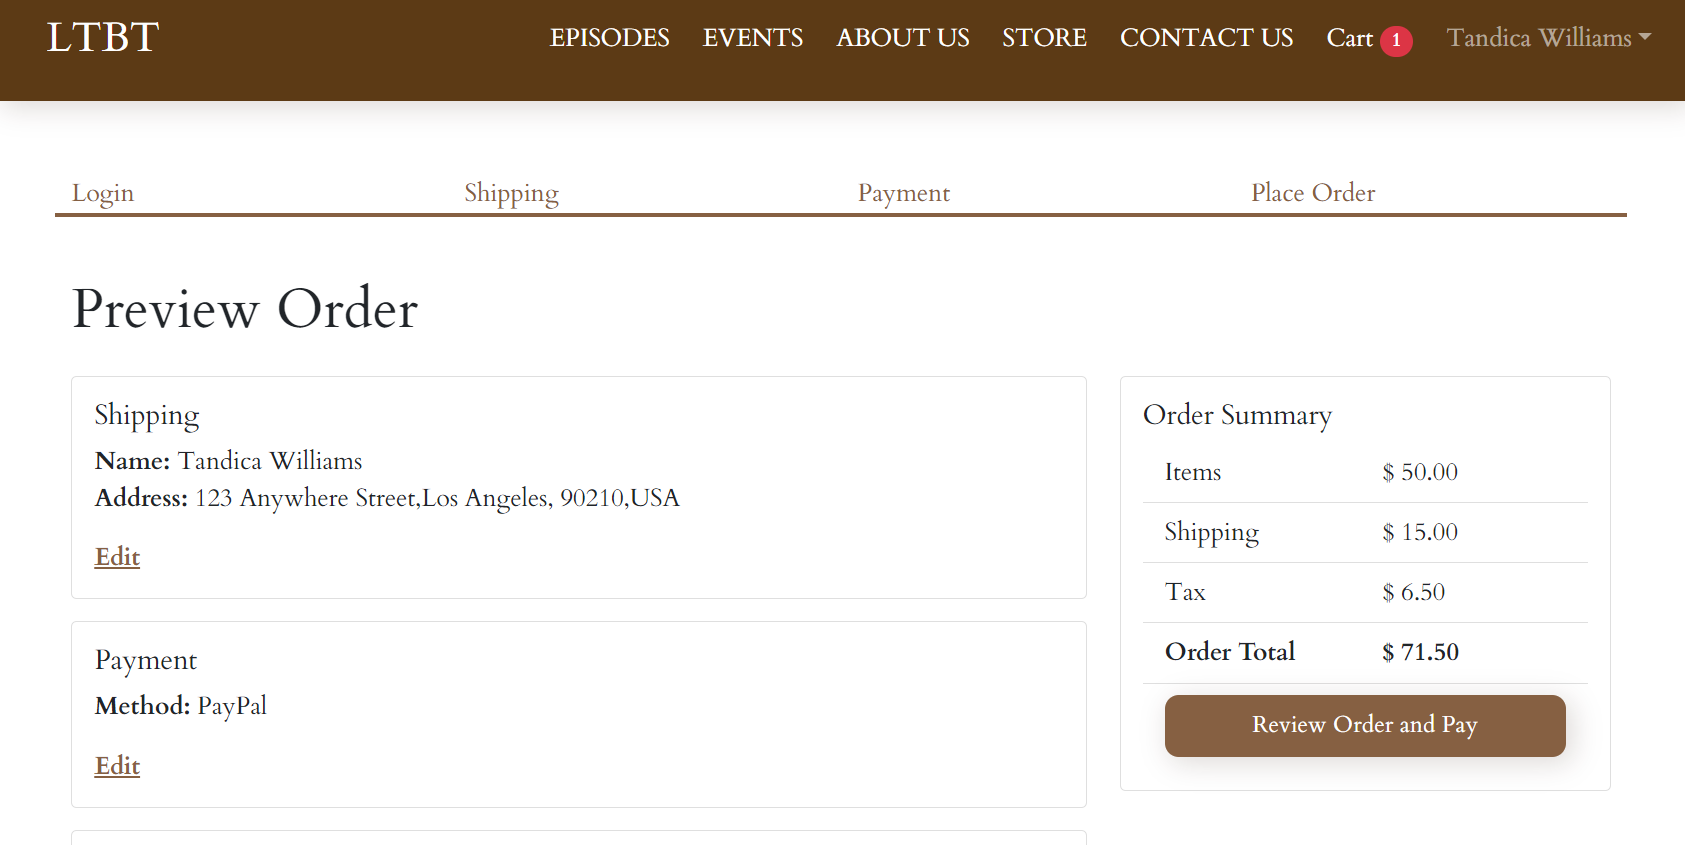 LTBT
EPISODES EVENTS ABOUT US STORE CONTACT US Cart 1 Tandica Williams
Login Shipping Payment Place Order
Preview Order
Shipping
Name: Tandica Williams
Address: 123 Anywhere Street,Los Angeles, 90210,USA
Edit
Payment
Method: PayPal
Edit
Order Summary
Items $ 50.00
Shipping $ 15.00
Tax $ 6.50
Order Total $ 71.50
Review Order and Pay